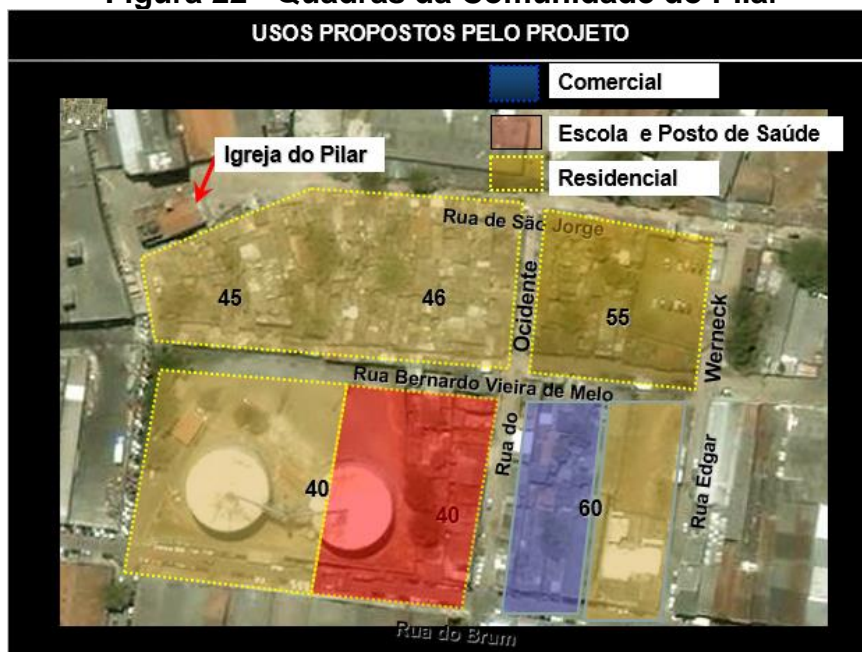 Figura 22 - Quadras da Comunidade do Pilar
USOS PROPOSTOS PELO PROJETO
Comercial
Escola e Posto de Saúde
Residencial
Igreja do Pilar
Rua de São Jorge
45
46
55
Ocidente
Werneck
Rua Bernardo Vieira de Melo
Rua do
40
40
60
Rua Edgar
Rua do Brum